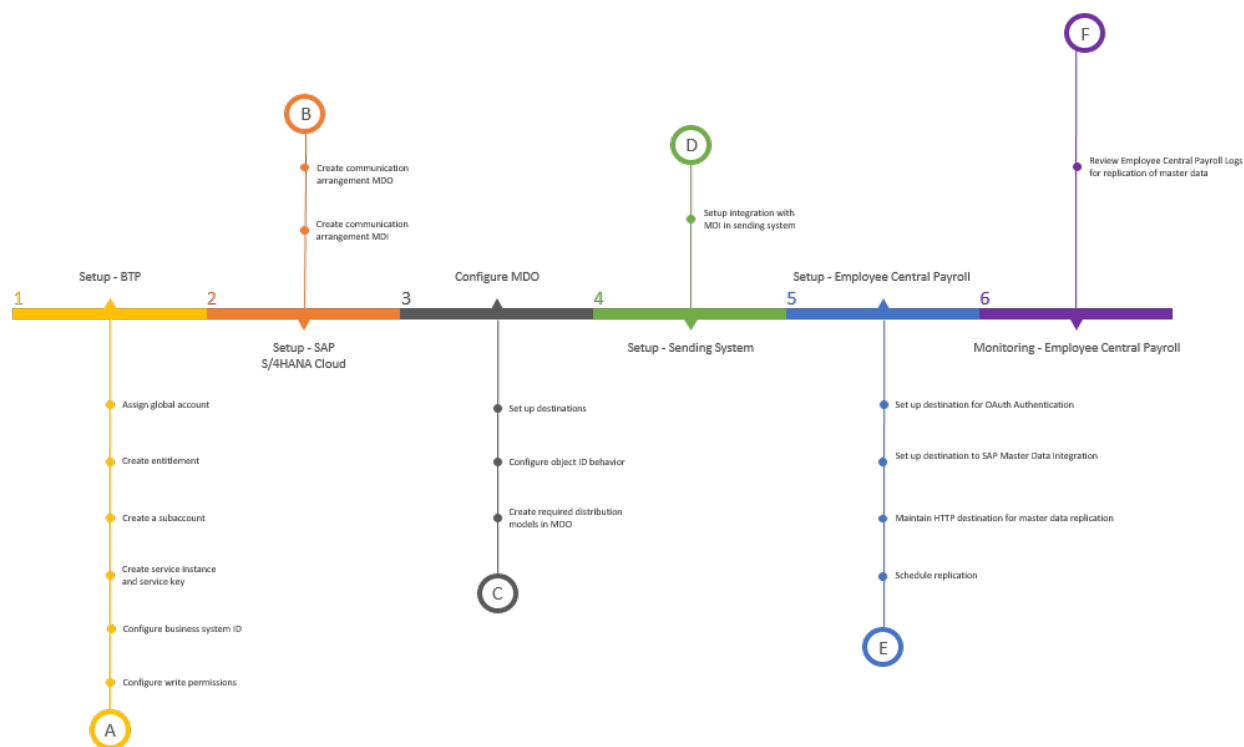 F
B
D
Create communication
arrangement MDO
Review Employee Central Payroll Logs
for replication of master data
Setup integration with
MDI in sending system
Create communication
arrangement MDI
Setup - BTP
Configure MDO
Setup - Employee Central Payroll
1
2
3
4
5
6
Setup - SAP
S/4HANA Cloud
Setup - Sending System
Monitoring - Employee Central Payroll
Assign global account
Create entitlement
Create a subaccount
Create service instance
and service key
Configure business system ID
Configure write permissions
A
Set up destinations
Configure object ID behavior
Create required distribution
models in MDO
C
Set up destination for OAuth Authentication
Set up destination to SAP Master Data Integration
Maintain HTTP destination for master data replication
Schedule replication
E